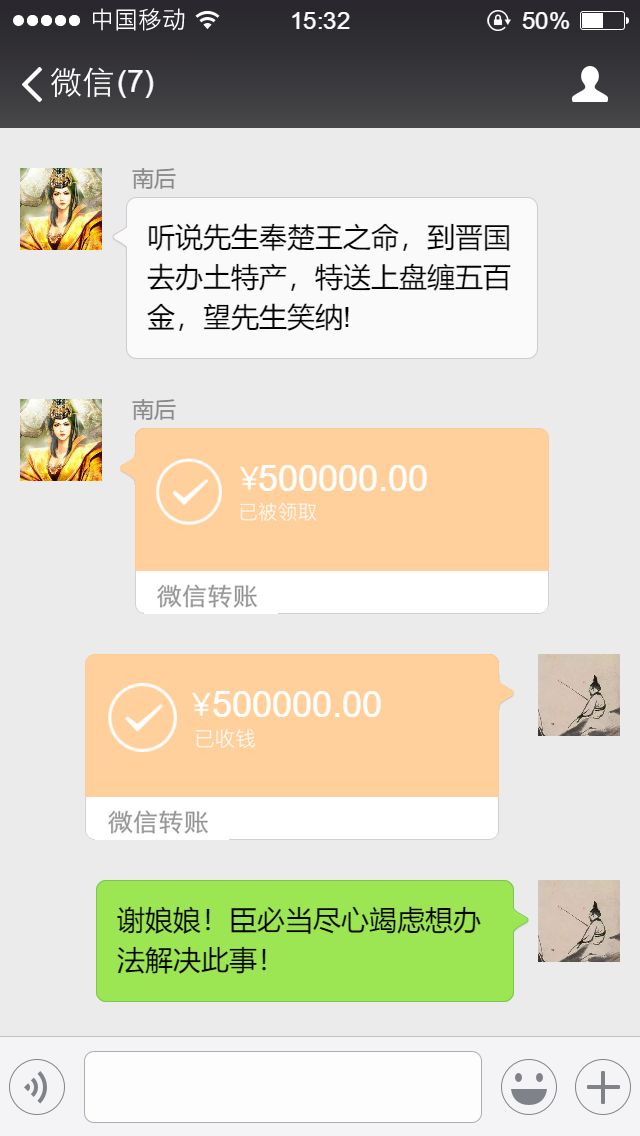 中国移动 15:32 50%
微信(7)
南后
听说先生奉楚王之命，到晋国
去办土特产，特送上盘缠五百
金，望先生笑纳!
南后
¥500000.00
已被领取
微信转账
¥500000.00
已收钱
微信转账
谢娘娘！臣必当尽心竭虑想办
法解决此事！